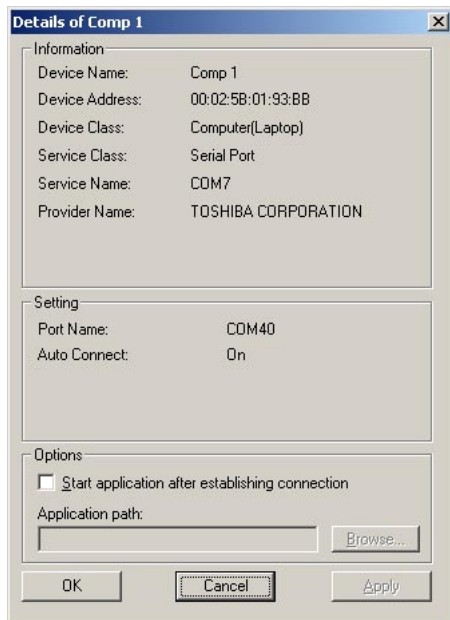 Details of Comp 1
Information
Device Name: Comp 1
Device Address: 00:02:5B:01:93:BB
Device Class: Computer(Laptop)
Service Class: Serial Port
Service Name: COM7
Provider Name: TOSHIBA CORPORATION
Setting
Port Name: COM40
Auto Connect: On
Options
Start application after establishing connection
Application path:
Browse...
OK Cancel Apply